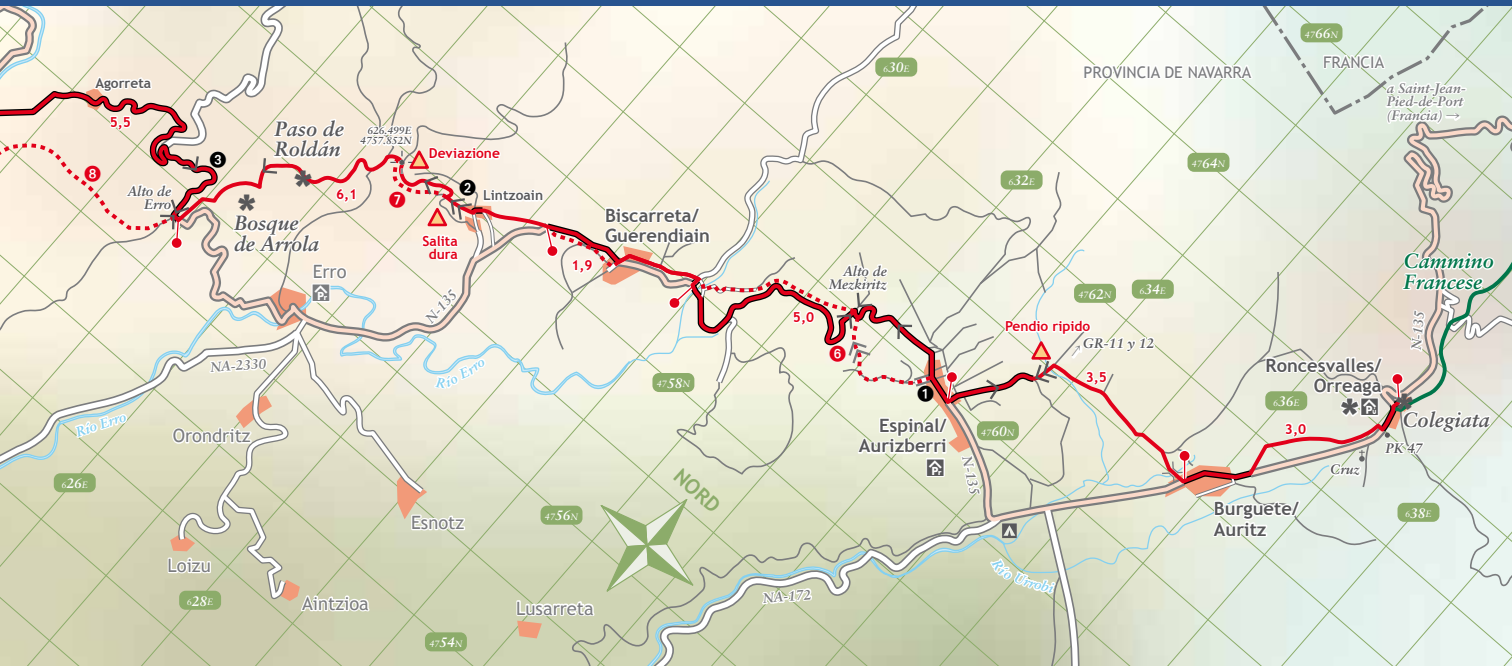 4766N
FRANCIA
630E
PROVINCIA DE NAVARRA
Agorreta
a Saint-Jean-
Pied-de-Port
(Francia) →
5,5
Paso de
Roldán
626.499E
4757.852N
Deviazione
3
4764N
8
632E
2
Lintzoain
Alto de
Erro
6,1
7
Bosque
de Arrola
Salita
dura
Biscarreta/
Guerendiain
1,9
Erro
Alto de
Mezkiritz
Cammino
Francese
4762N
634E
N-135
N-135
5,0
Pendio ripido
GR-11 y 12
6
NA-2330
Río Erro
4758N
3,5
Roncesvalles/
Orreaga
1
636E
Colegiata
Río Erro
Orondritz
Espinal/
Aurizberri
4760N
3,0
PK 47
Cruz
N-135
626E
NORD
Esnotz
4756N
Burguete/
Auritz
638E
Loizu
Río Urrobi
628E
Aintzioa
NA-172
Lusarreta
4754N